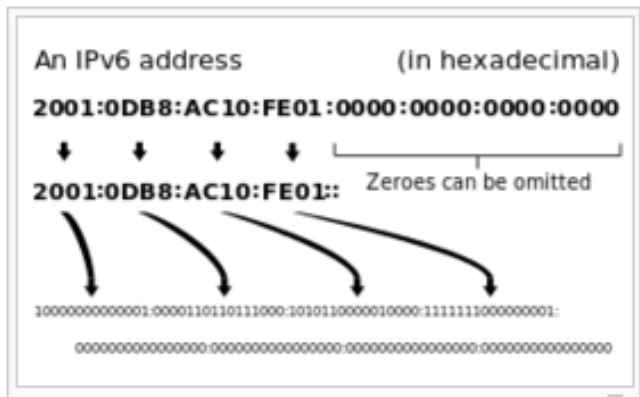 An IPv6 address (in hexadecimal)
2001:0DB8:AC10:FE01:0000:0000:0000:0000
2001:0DB8:AC10:FE01::
Zeroes can be omitted
10000000000001:0000110110111000:1010110000010000:1111111000000001:
0000000000000000:0000000000000000:0000000000000000:0000000000000000